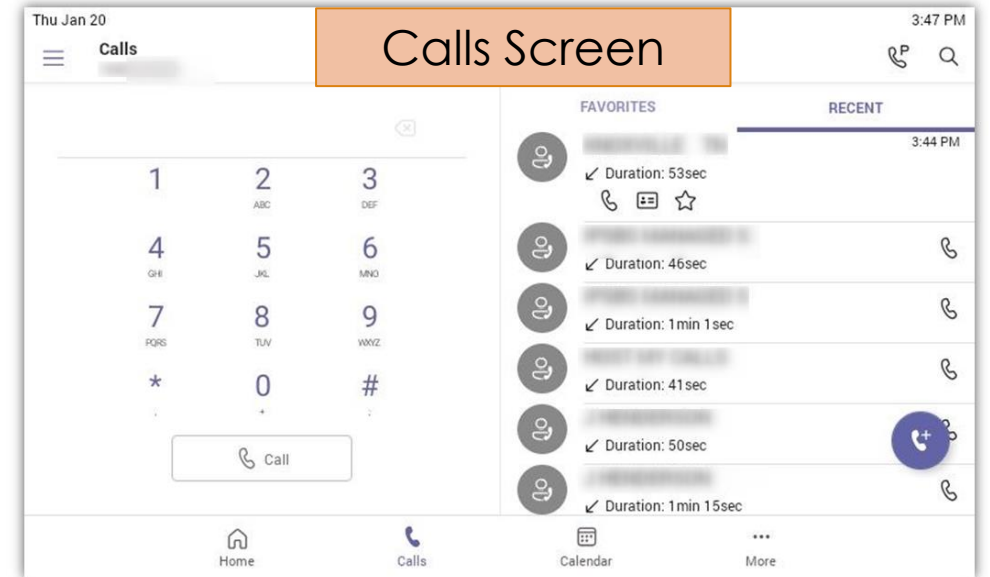 Thu Jan 20
Calls Screen
3:47 PM
Calls
P
FAVORITES
RECENT
3:44 PM
Duration: 53sec
1
2
3
ABC
DEF
Duration: 46sec
4
5
6
GHI
JKL
MNO
Duration: 1min 1sec
7
8
9
PQRS
TUV
WXYZ
Duration: 41sec
*
0
#
,
+
;
Duration: 50sec
Call
Duration: 1min 15sec
Home
Calls
Calendar
More